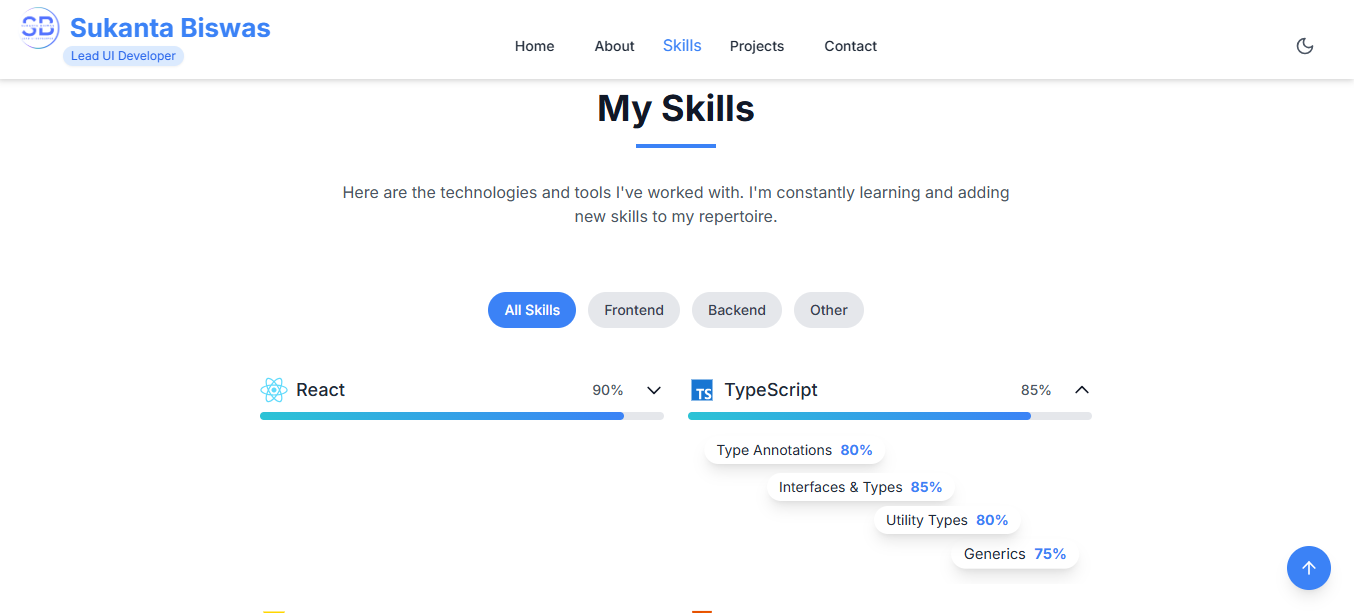 SB
Sukanta Biswas
Lead UI Developer
Home About Skills Projects Contact
My Skills
Here are the technologies and tools I've worked with. I'm constantly learning and adding
new skills to my repertoire.
All Skills Frontend Backend Other
React 90%
TS TypeScript 85%
Type Annotations 80%
Interfaces & Types 85%
Utility Types 80%
Generics 75%